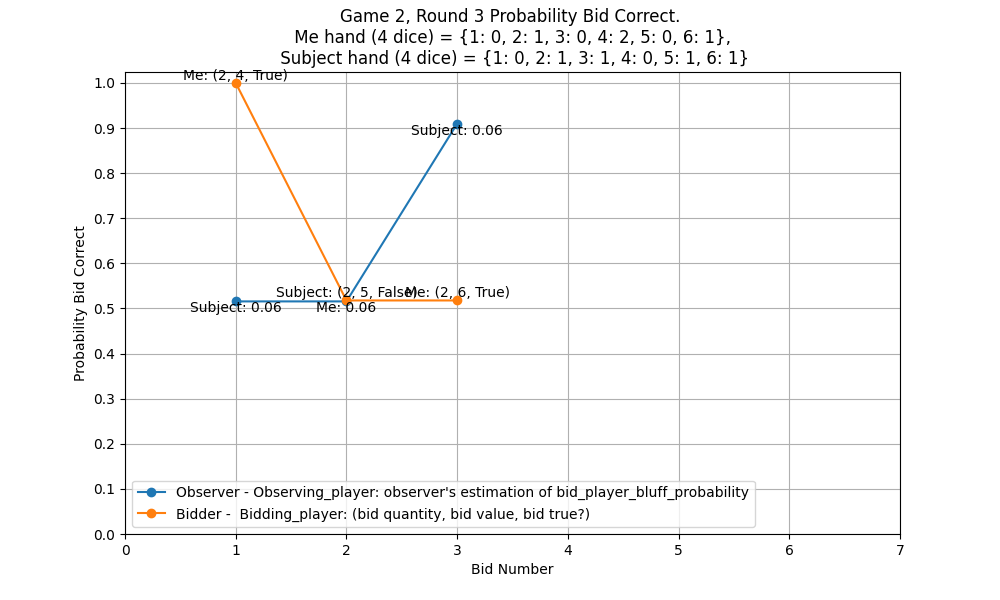 Game 2, Round 3 Probability Bid Correct.
Me hand (4 dice) = {1: 0, 2: 1, 3: 0, 4: 2, 5: 0, 6: 1},
Subject hand (4 dice) = {1: 0, 2: 1, 3: 1, 4: 0, 5: 1, 6: 1}
Me: (2, 4, True)
Subject: 0.06
Subject: (2, 5, False)
Me: (2, 6, True)
Subject: 0.06
Me: 0.06
Probability Bid Correct
1.0
0.9
0.8
0.7
0.6
0.5
0.4
0.3
0.2
0.1
0.0
Observer - Observing_player: observer's estimation of bid_player_bluff_probability
Bidder -  Bidding_player: (bid quantity, bid value, bid true?)
0 1 2 3 4 5 6 7
Bid Number